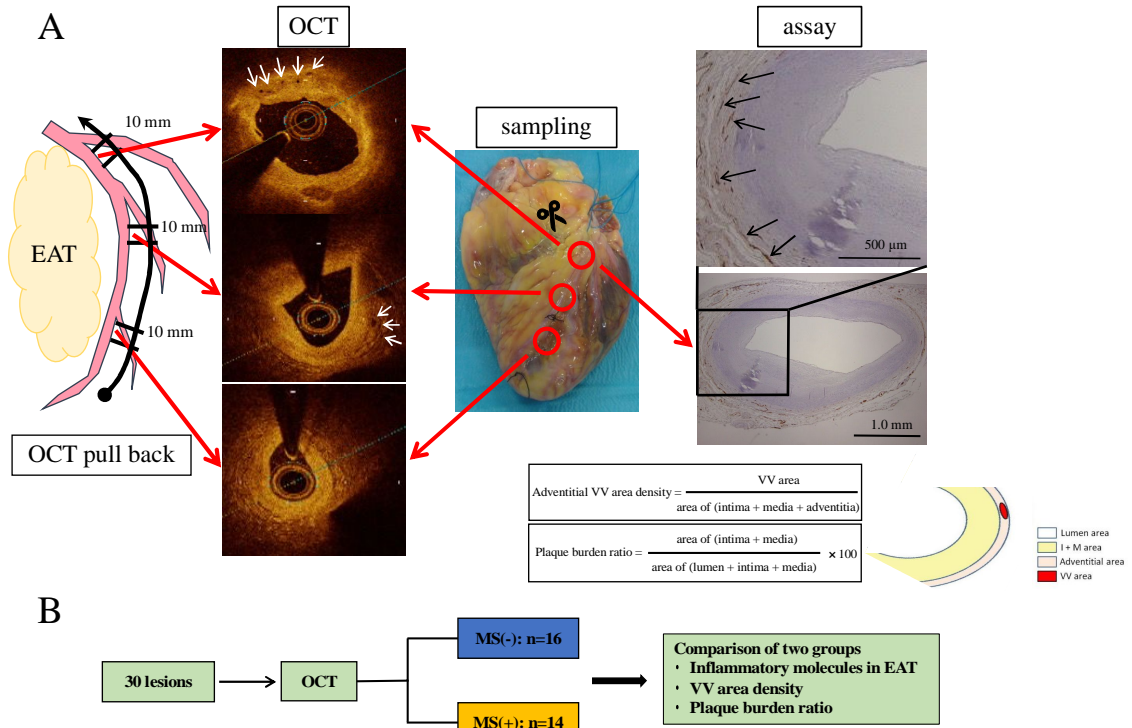 A
OCT
assay
10 mm
sampling
10 mm
EAT
500 μm
10 mm
1.0 mm
OCT pull back
Adventitial VV area density = VV area
area of (intima + media + adventitia)
Plaque burden ratio = area of (intima + media)
area of (lumen + intima + media)
× 100
Lumen area
I + M area
Adventitial area
VV area
B
30 lesions
OCT
MS(-): n=16
MS(+): n=14
Comparison of two groups
· Inflammatory molecules in EAT
· VV area density
· Plaque burden ratio